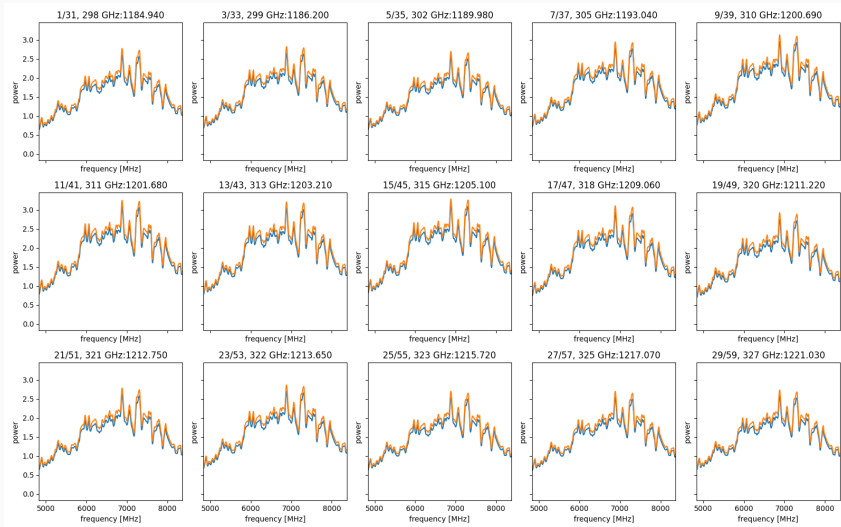 1/31, 298 GHz:1184.940 3/33, 299 GHz:1186.200 5/35, 302 GHz:1189.980 7/37, 305 GHz:1193.040 9/39, 310 GHz:1200.690
3.0
2.5
2.0
1.5
1.0
0.5
0.0
power power power power power
frequency [MHz] frequency [MHz] frequency [MHz] frequency [MHz] frequency [MHz]
11/41, 311 GHz:1201.680 13/43, 313 GHz:1203.210 15/45, 315 GHz:1205.100 17/47, 318 GHz:1209.060 19/49, 320 GHz:1211.220
3.0
2.5
2.0
1.5
1.0
0.5
0.0
power power power power power
frequency [MHz] frequency [MHz] frequency [MHz] frequency [MHz] frequency [MHz]
21/51, 321 GHz:1212.750 23/53, 322 GHz:1213.650 25/55, 323 GHz:1215.720 27/57, 325 GHz:1217.070 29/59, 327 GHz:1221.030
3.0
2.5
2.0
1.5
1.0
0.5
0.0
power power power power power
5000 6000 7000 8000 5000 6000 7000 8000 5000 6000 7000 8000 5000 6000 7000 8000 5000 6000 7000 8000
frequency [MHz] frequency [MHz] frequency [MHz] frequency [MHz] frequency [MHz]